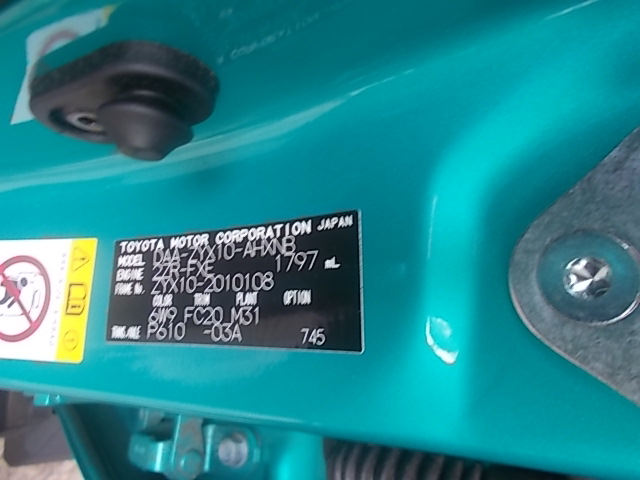 TOYOTA MOTOR CORPORATION JAPAN
MODEL DAA-ZYX10-AHXNB
ENGINE 2ZR-FXE 1797 mL
FRAME No. ZYX10-2010108
COLOR TRIM PLANT OPTION
6W9 FC20 M31
TRANS./AXLE P610 -03A 745